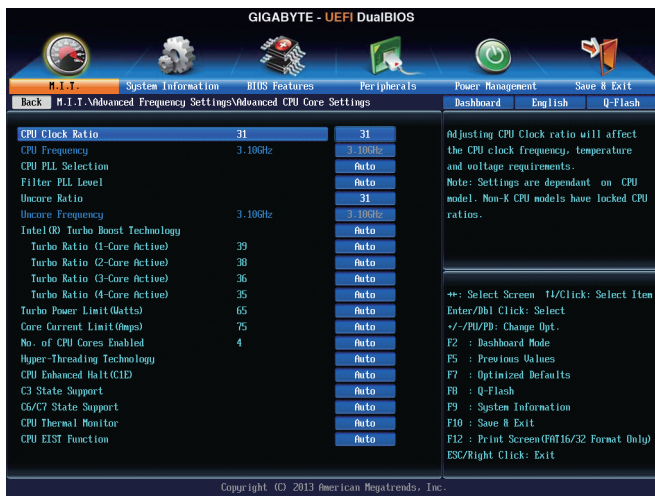 GIGABYTE - UEFI DualBIOS
M.I.T. System Information BIOS Features Peripherals Power Management Save & Exit
Back M.I.T.\Advanced Frequency Settings\Advanced CPU Core Settings Dashboard English Q-Flash
CPU Clock Ratio 31 31
CPU Frequency 3.10GHz 3.10GHz
CPU PLL Selection Auto
Filter PLL Level Auto
Uncore Ratio 31
Uncore Frequency 3.10GHz 3.10GHz
Intel(R) Turbo Boost Technology Auto
Turbo Ratio (1-Core Active) 39 Auto
Turbo Ratio (2-Core Active) 38 Auto
Turbo Ratio (3-Core Active) 36 Auto
Turbo Ratio (4-Core Active) 35 Auto
Turbo Power Limit(Watts) 65 Auto
Core Current Limit(Amps) 75 Auto
No. of CPU Cores Enabled 4 Auto
Hyper-Threading Technology Auto
CPU Enhanced Halt(C1E) Auto
C3 State Support Auto
C6/C7 State Support Auto
CPU Thermal Monitor Auto
CPU EIST Function Auto
Adjusting CPU Clock ratio will affect
the CPU clock frequency, temperature
and voltage requirements.
Note: Settings are dependant on CPU
model. Non-K CPU models have locked CPU
ratios.
→←: Select Screen ↑↓/Click: Select Item
Enter/Dbl Click: Select
+/-/PU/PD: Change Opt.
F2 : Dashboard Mode
F5 : Previous Values
F7 : Optimized Defaults
F8 : Q-Flash
F9 : System Information
F10 : Save & Exit
F12 : Print Screen(FAT16/32 Format Only)
ESC/Right Click: Exit
Copyright (C) 2013 American Megatrends, Inc.